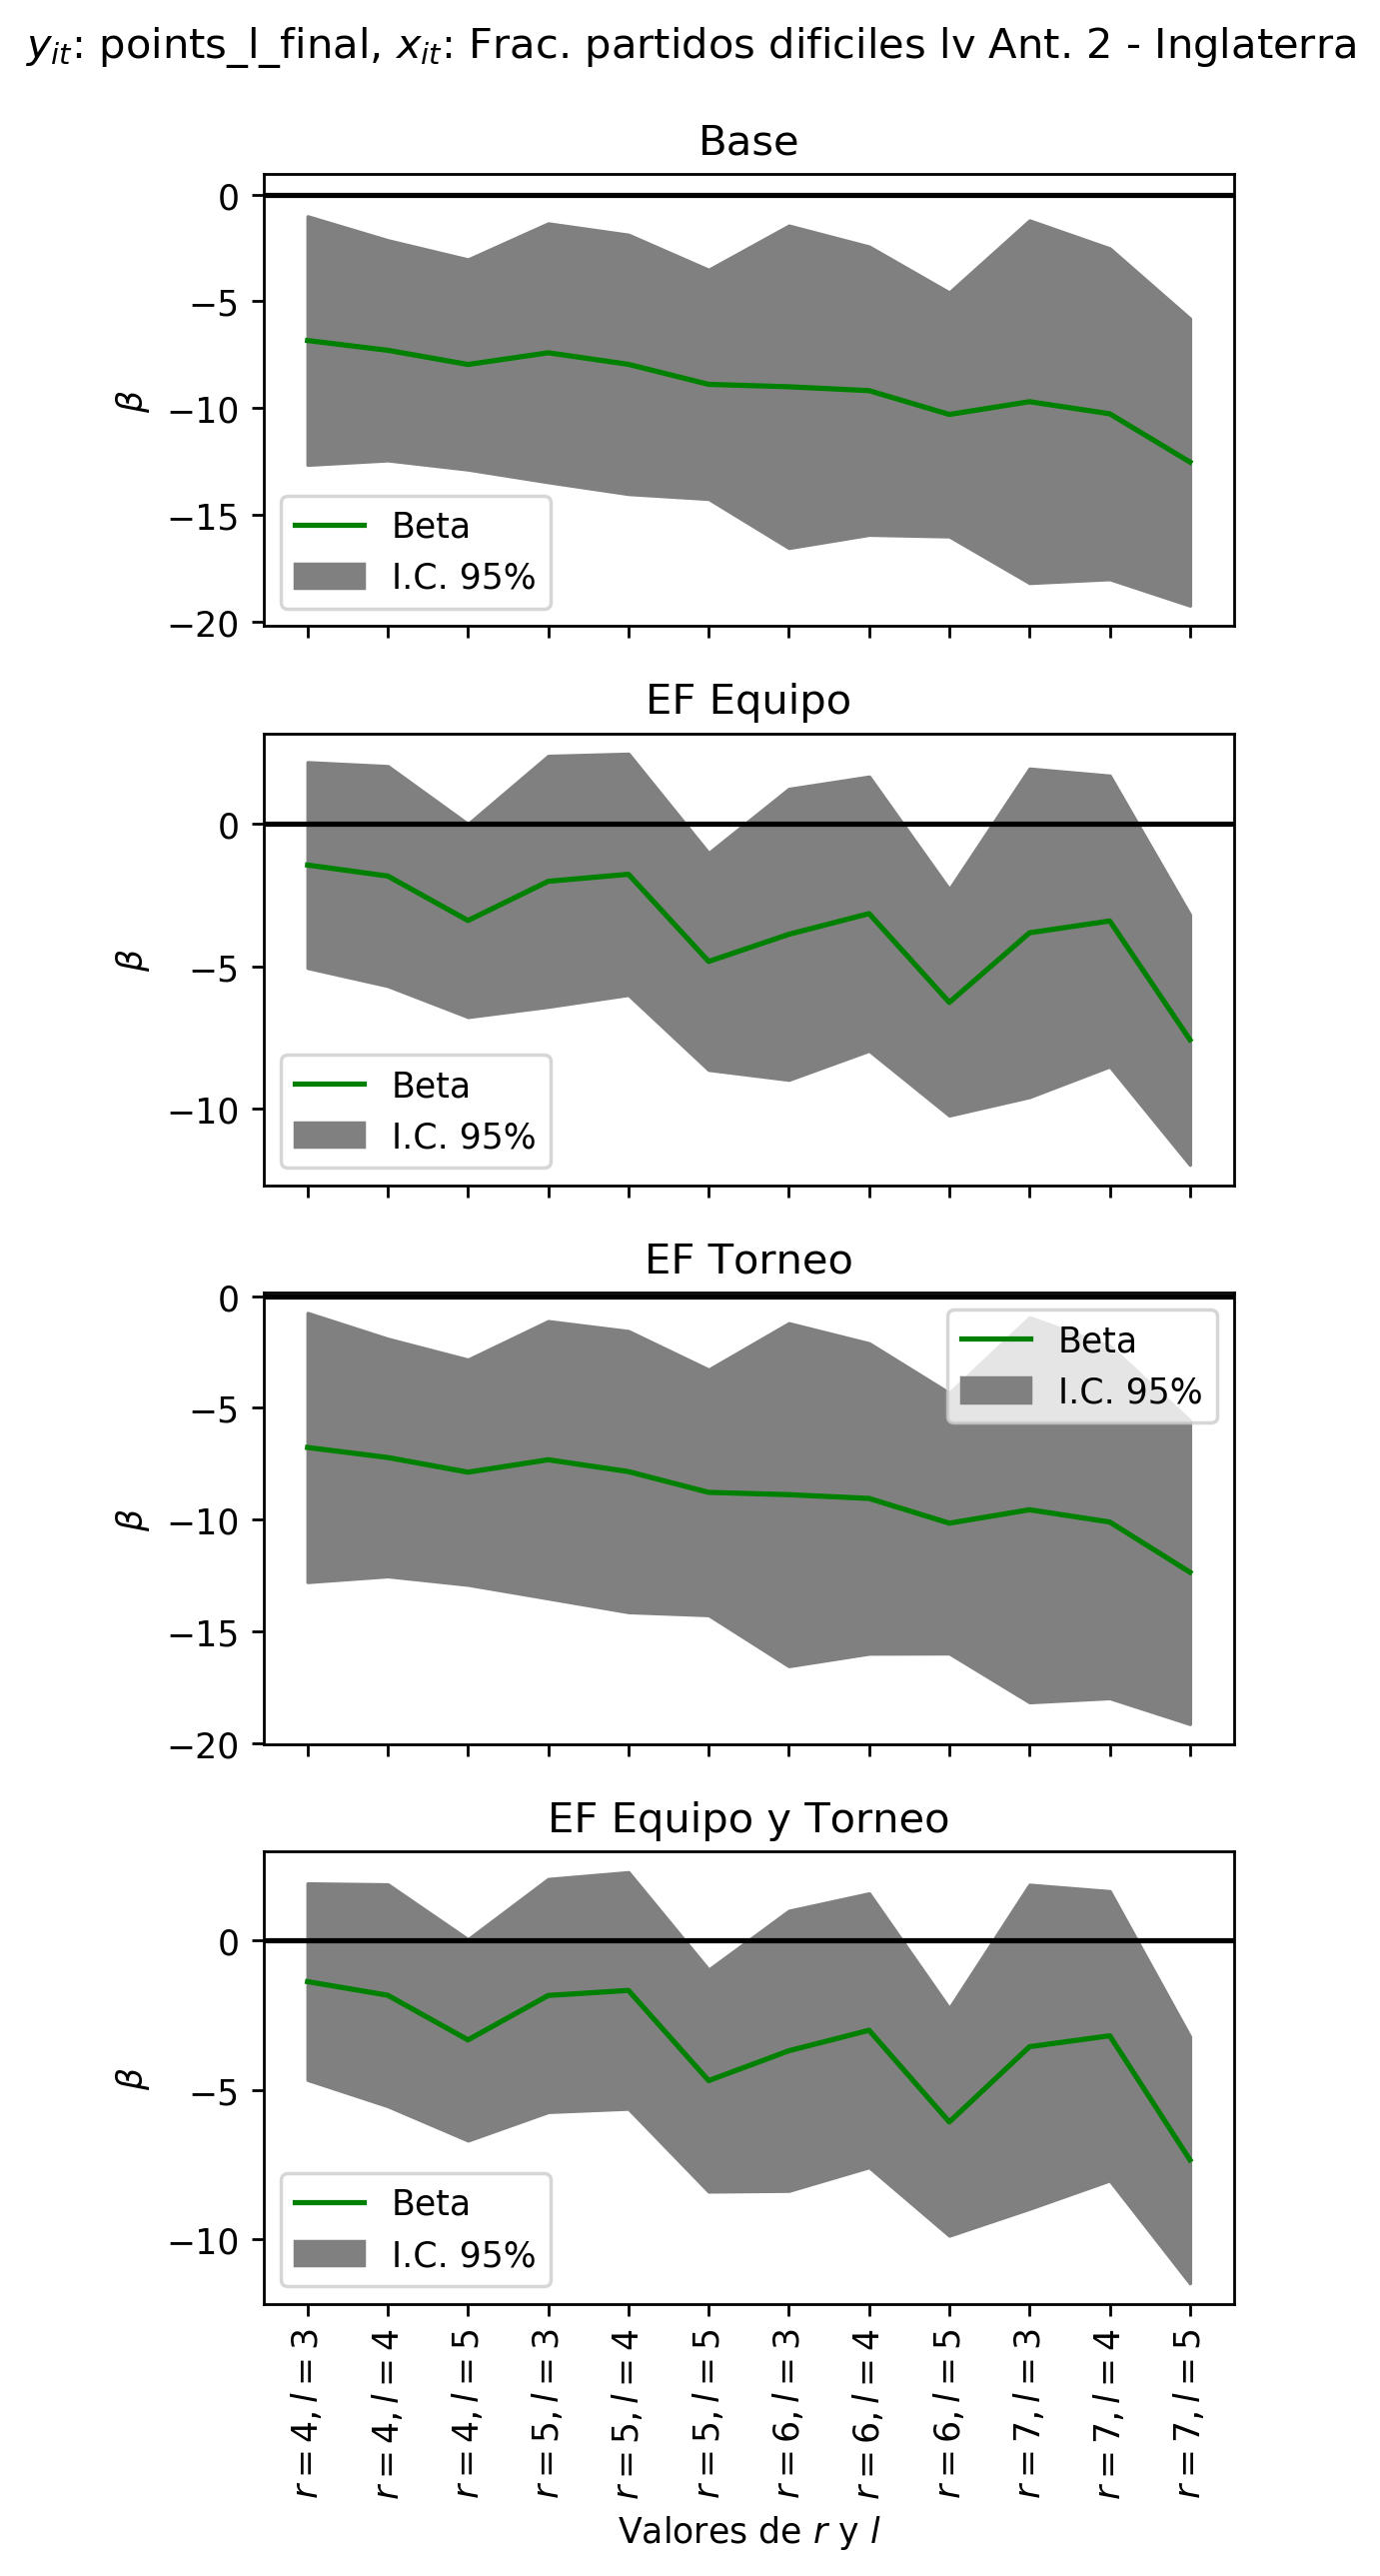 y_it: points_l_final, x_it: Frac. partidos dificiles lv Ant. 2 - Inglaterra
Base
0
−5
−10
−15
−20
β
Beta
I.C. 95%
EF Equipo
0
−5
−10
β
Beta
I.C. 95%
EF Torneo
0
−5
−10
−15
−20
β
Beta
I.C. 95%
EF Equipo y Torneo
0
−5
−10
β
Beta
I.C. 95%
r = 4, l = 3
r = 4, l = 4
r = 4, l = 5
r = 5, l = 3
r = 5, l = 4
r = 5, l = 5
r = 6, l = 3
r = 6, l = 4
r = 6, l = 5
r = 7, l = 3
r = 7, l = 4
r = 7, l = 5
Valores de r y l